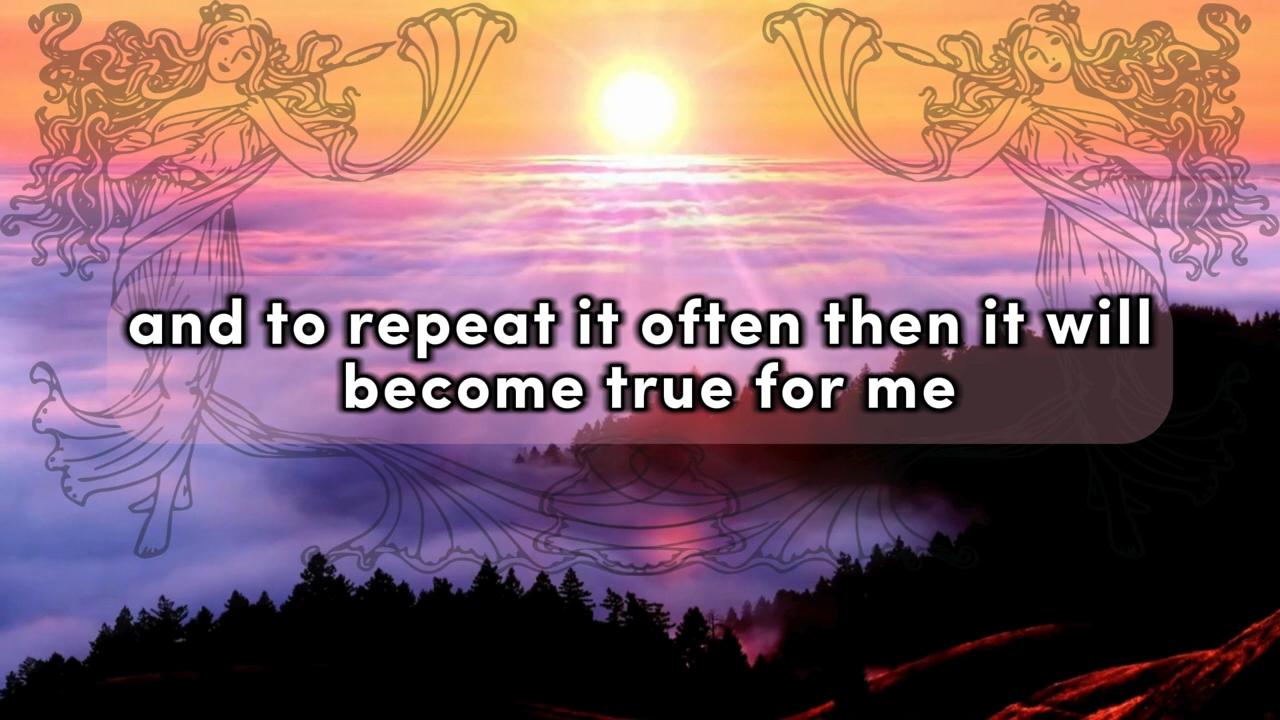 and to repeat it often then it will
become true for me